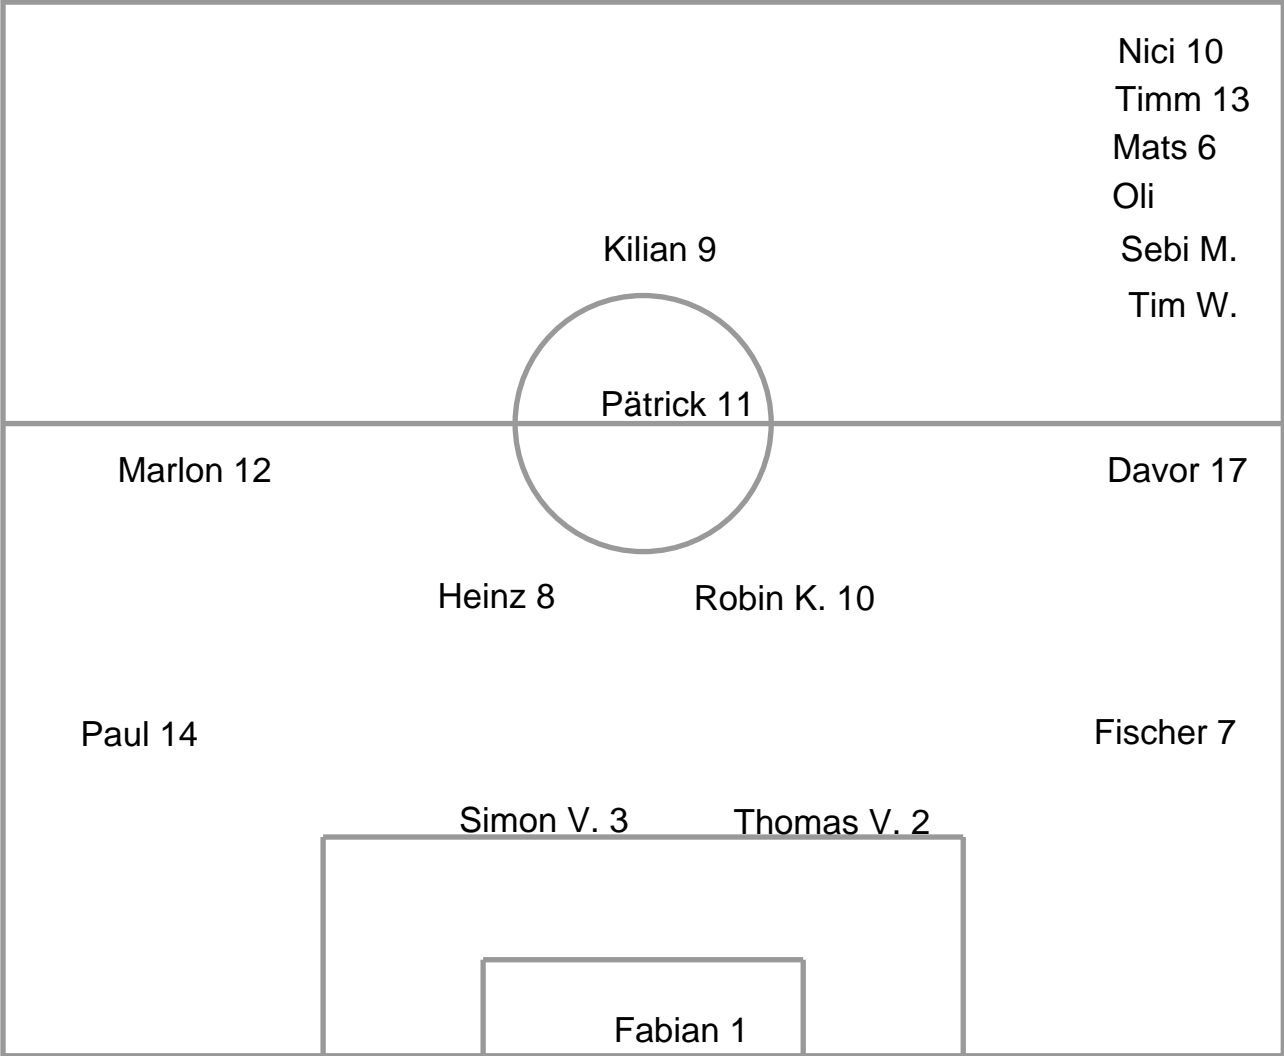 Nici 10
Timm 13
Mats 6
Oli
Kilian 9
Sebi M.
Tim W.
Pätrick 11
Marlon 12
Davor 17
Heinz 8
Robin K. 10
Paul 14
Fischer 7
Simon V. 3
Thomas V. 2
Fabian 1